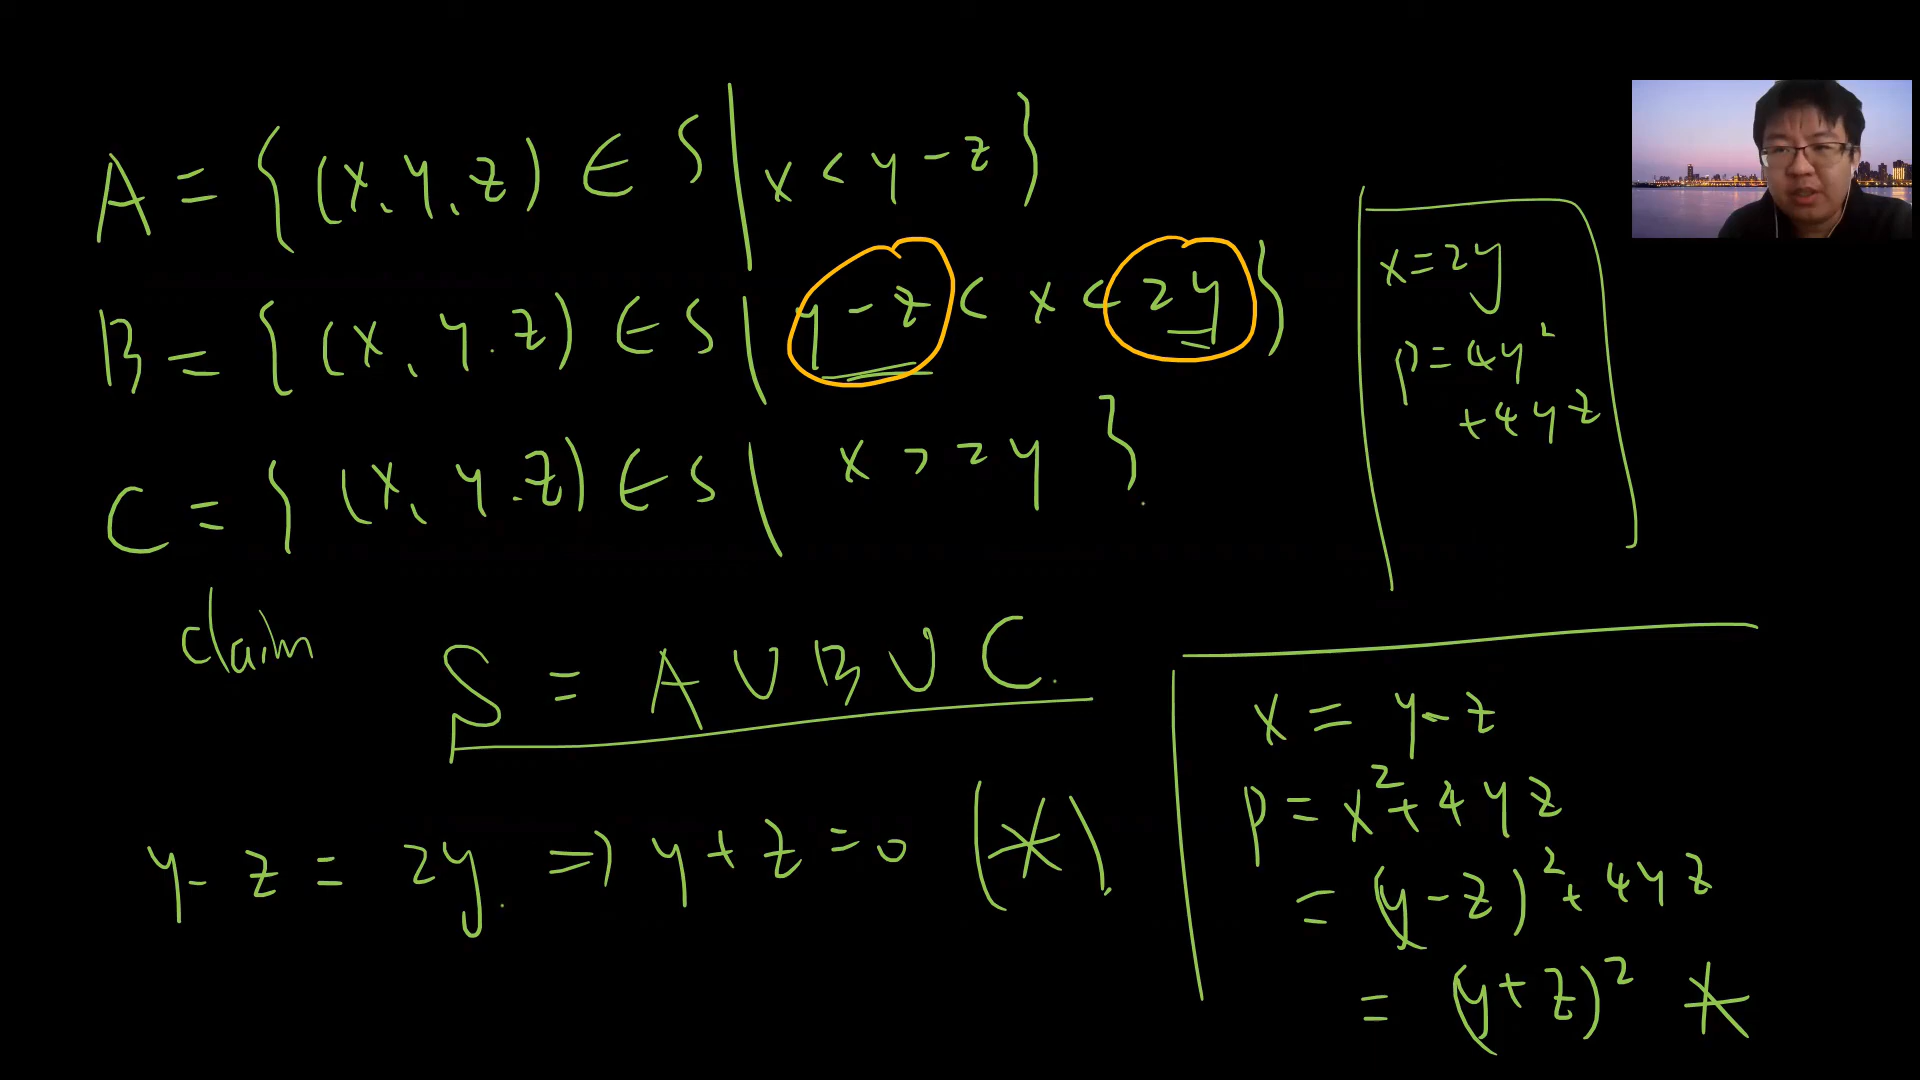 A = {(x, y, z) ∈ S | x < y - z}
B = {(x, y, z) ∈ S | y - z < x < 2y}
C = {(x, y, z) ∈ S | x > 2y}.
x = 2y
p = 4y²
+ 4yz
claim
S = A ∪ B ∪ C.
y - z = 2y. ⇒ y + z = 0 (*).
x = y - z
p = x² + 4yz
= (y - z)² + 4yz
= (y + z)² *